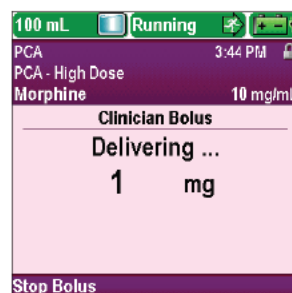 100 mL Running
PCA 3:44 PM
PCA - High Dose
Morphine 10 mg/mL
Clinician Bolus
Delivering ...
1 mg
Stop Bolus